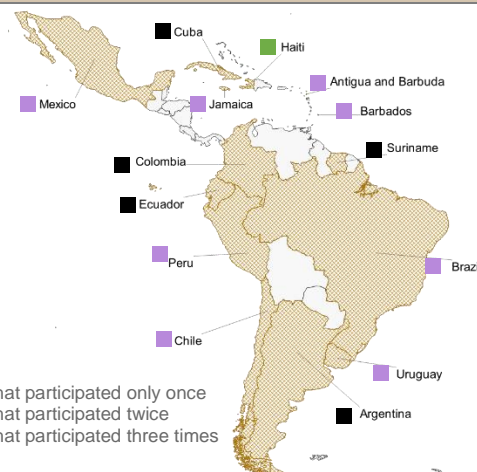 Cuba
Haiti
Antigua and Barbuda
Mexico
Jamaica
Barbados
Suriname
Colombia
Ecuador
Peru
Brazi
Chile
Uruguay
hat participated only once
hat participated twice
Argentina
hat participated three times